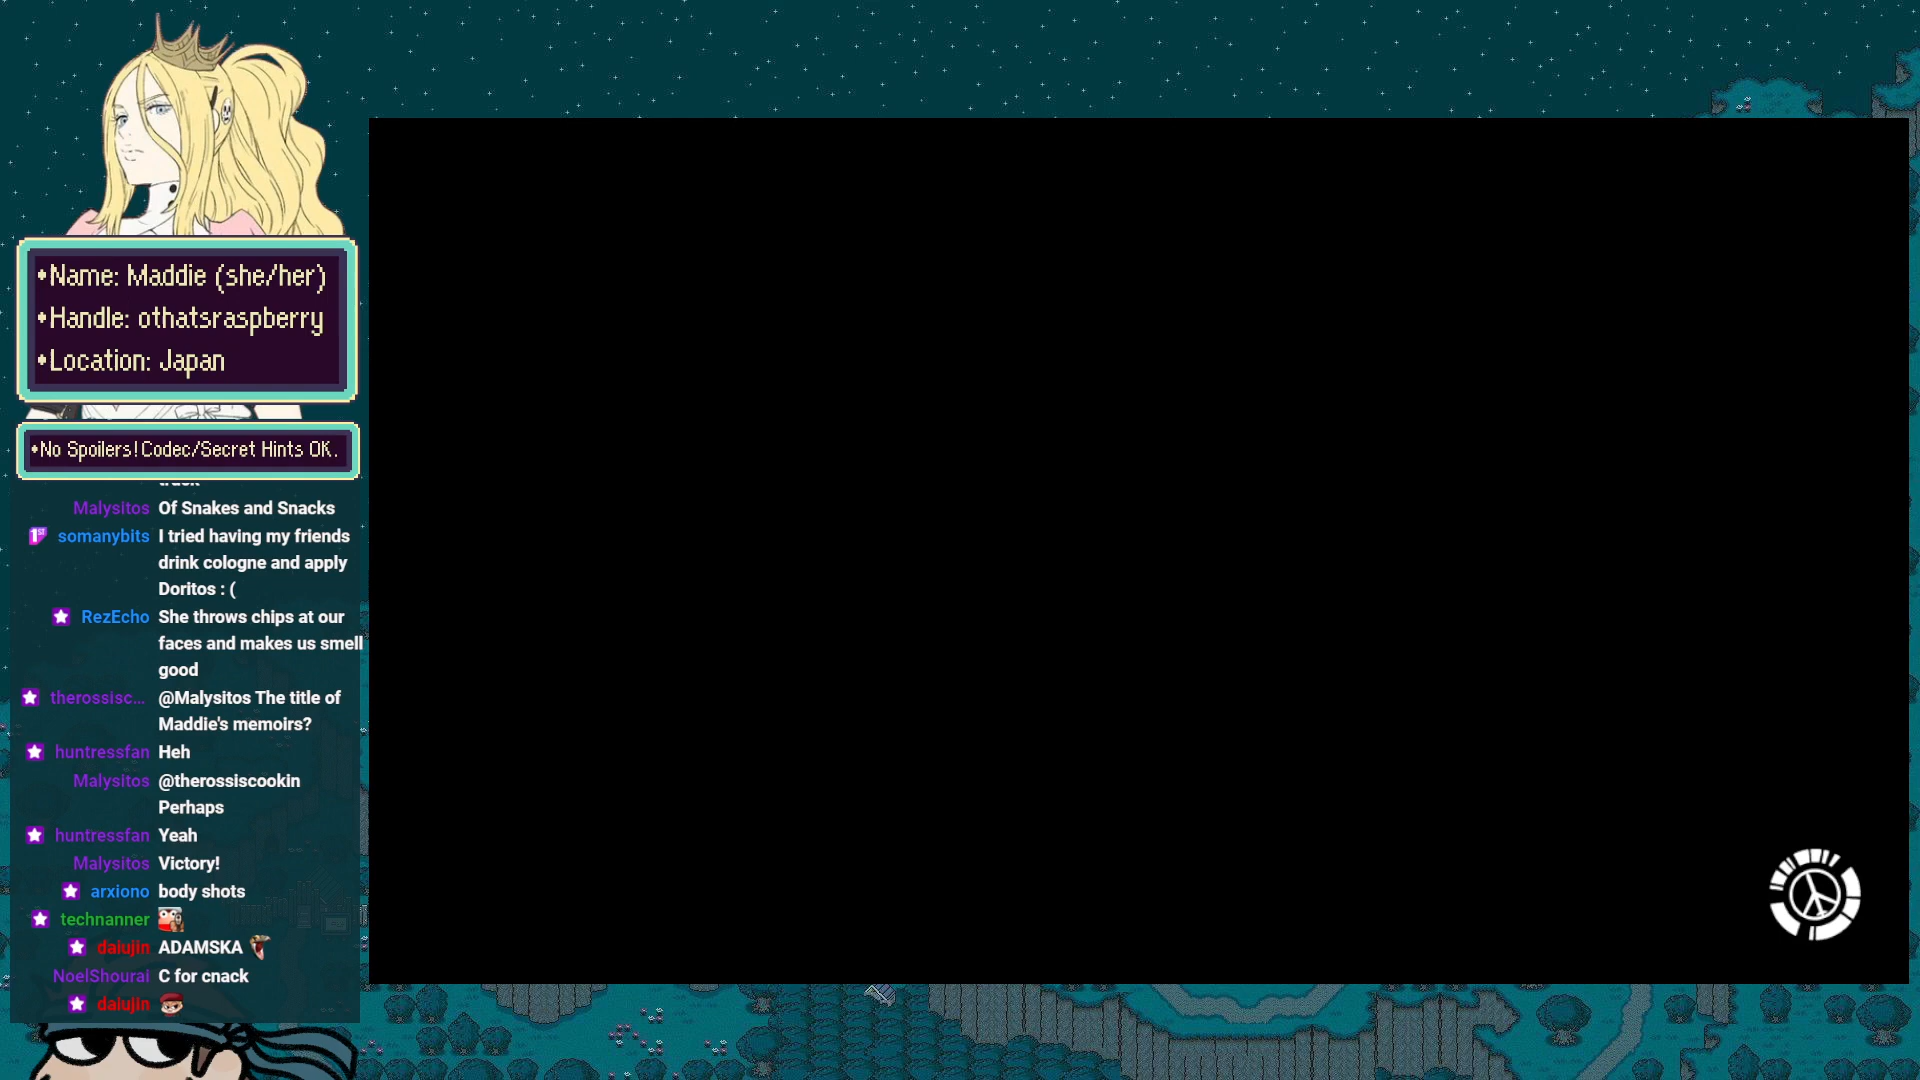 •Name: Maddie (she/her)
•Handle: othatsraspberry
•Location: Japan
•No Spoilers! Codec/Secret Hints OK.
Malysitos Of Snakes and Snacks
somanybits I tried having my friends
drink cologne and apply
Doritos : (
RezEcho She throws chips at our
faces and makes us smell
good
therossisc... @Malysitos The title of
Maddie's memoirs?
huntressfan Heh
Malysitos @therossiscookin
Perhaps
huntressfan Yeah
Malysitos Victory!
arxiono body shots
technanner
daiujin ADAMSKA
NoelShourai C for cnack
daiujin